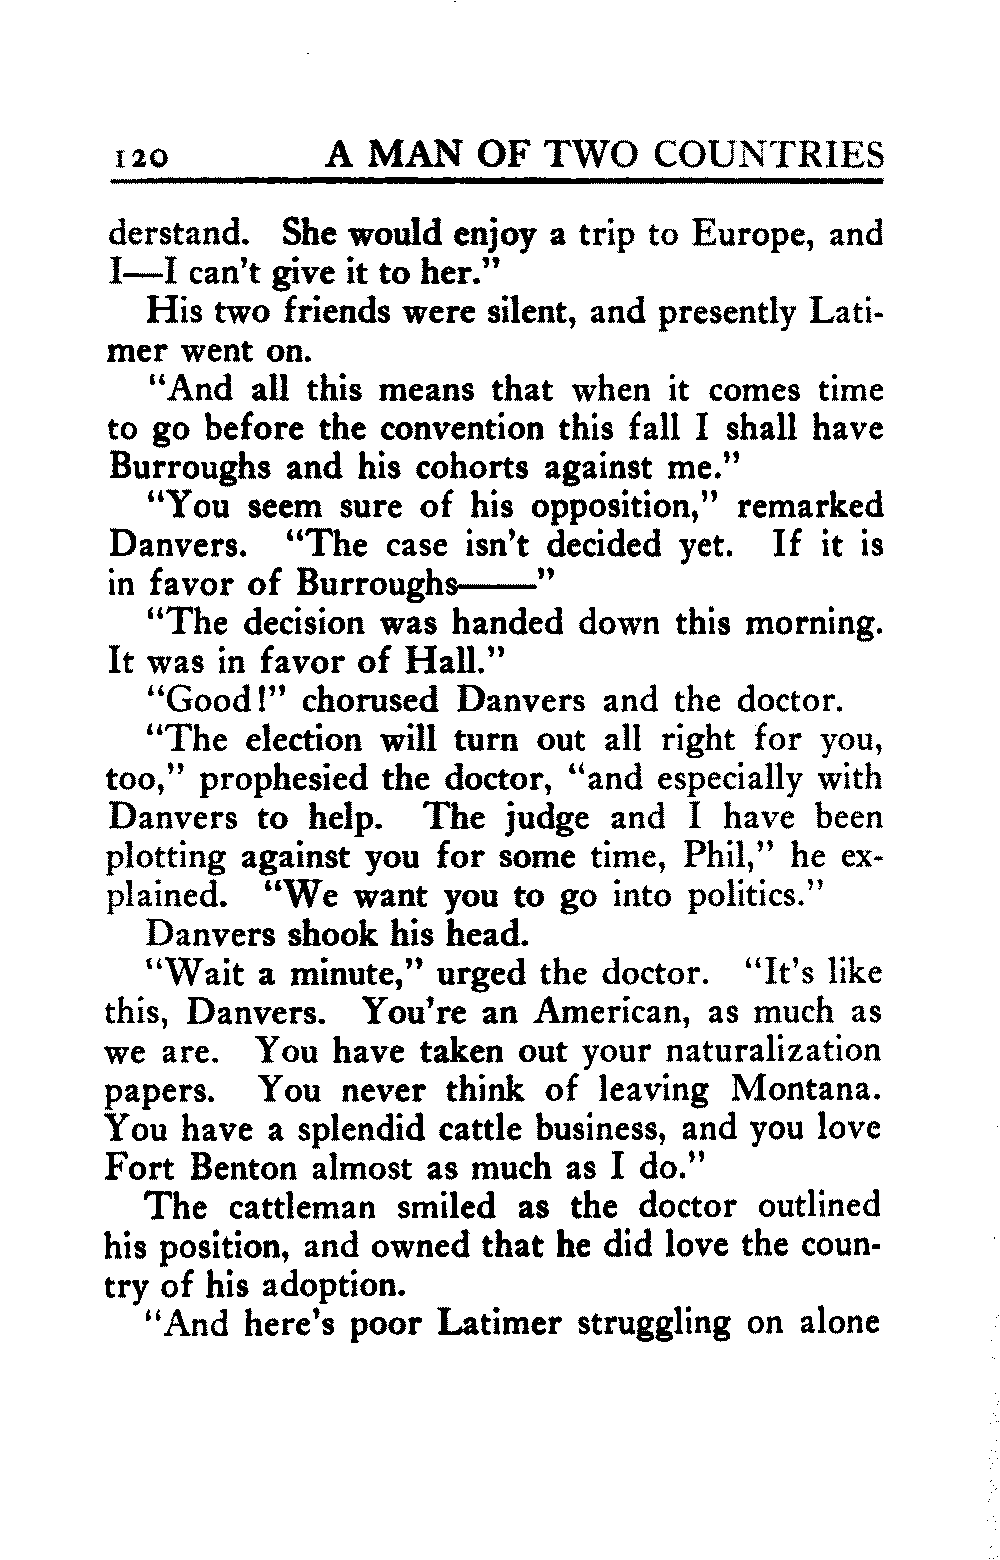 120 A MAN OF TWO COUNTRIES
derstand. She would enjoy a trip to Europe, and
I—I can't give it to her."
His two friends were silent, and presently Lati-
mer went on.
"And all this means that when it comes time
to go before the convention this fall I shall have
Burroughs and his cohorts against me."
"You seem sure of his opposition," remarked
Danvers. "The case isn't decided yet. If it is
in favor of Burroughs——"
"The decision was handed down this morning.
It was in favor of Hall."
"Good!" chorused Danvers and the doctor.
"The election will turn out all right for you,
too," prophesied the doctor, "and especially with
Danvers to help. The judge and I have been
plotting against you for some time, Phil," he ex-
plained. "We want you to go into politics."
Danvers shook his head.
"Wait a minute," urged the doctor. "It's like
this, Danvers. You're an American, as much as
we are. You have taken out your naturalization
papers. You never think of leaving Montana.
You have a splendid cattle business, and you love
Fort Benton almost as much as I do."
The cattleman smiled as the doctor outlined
his position, and owned that he did love the coun-
try of his adoption.
"And here's poor Latimer struggling on alone